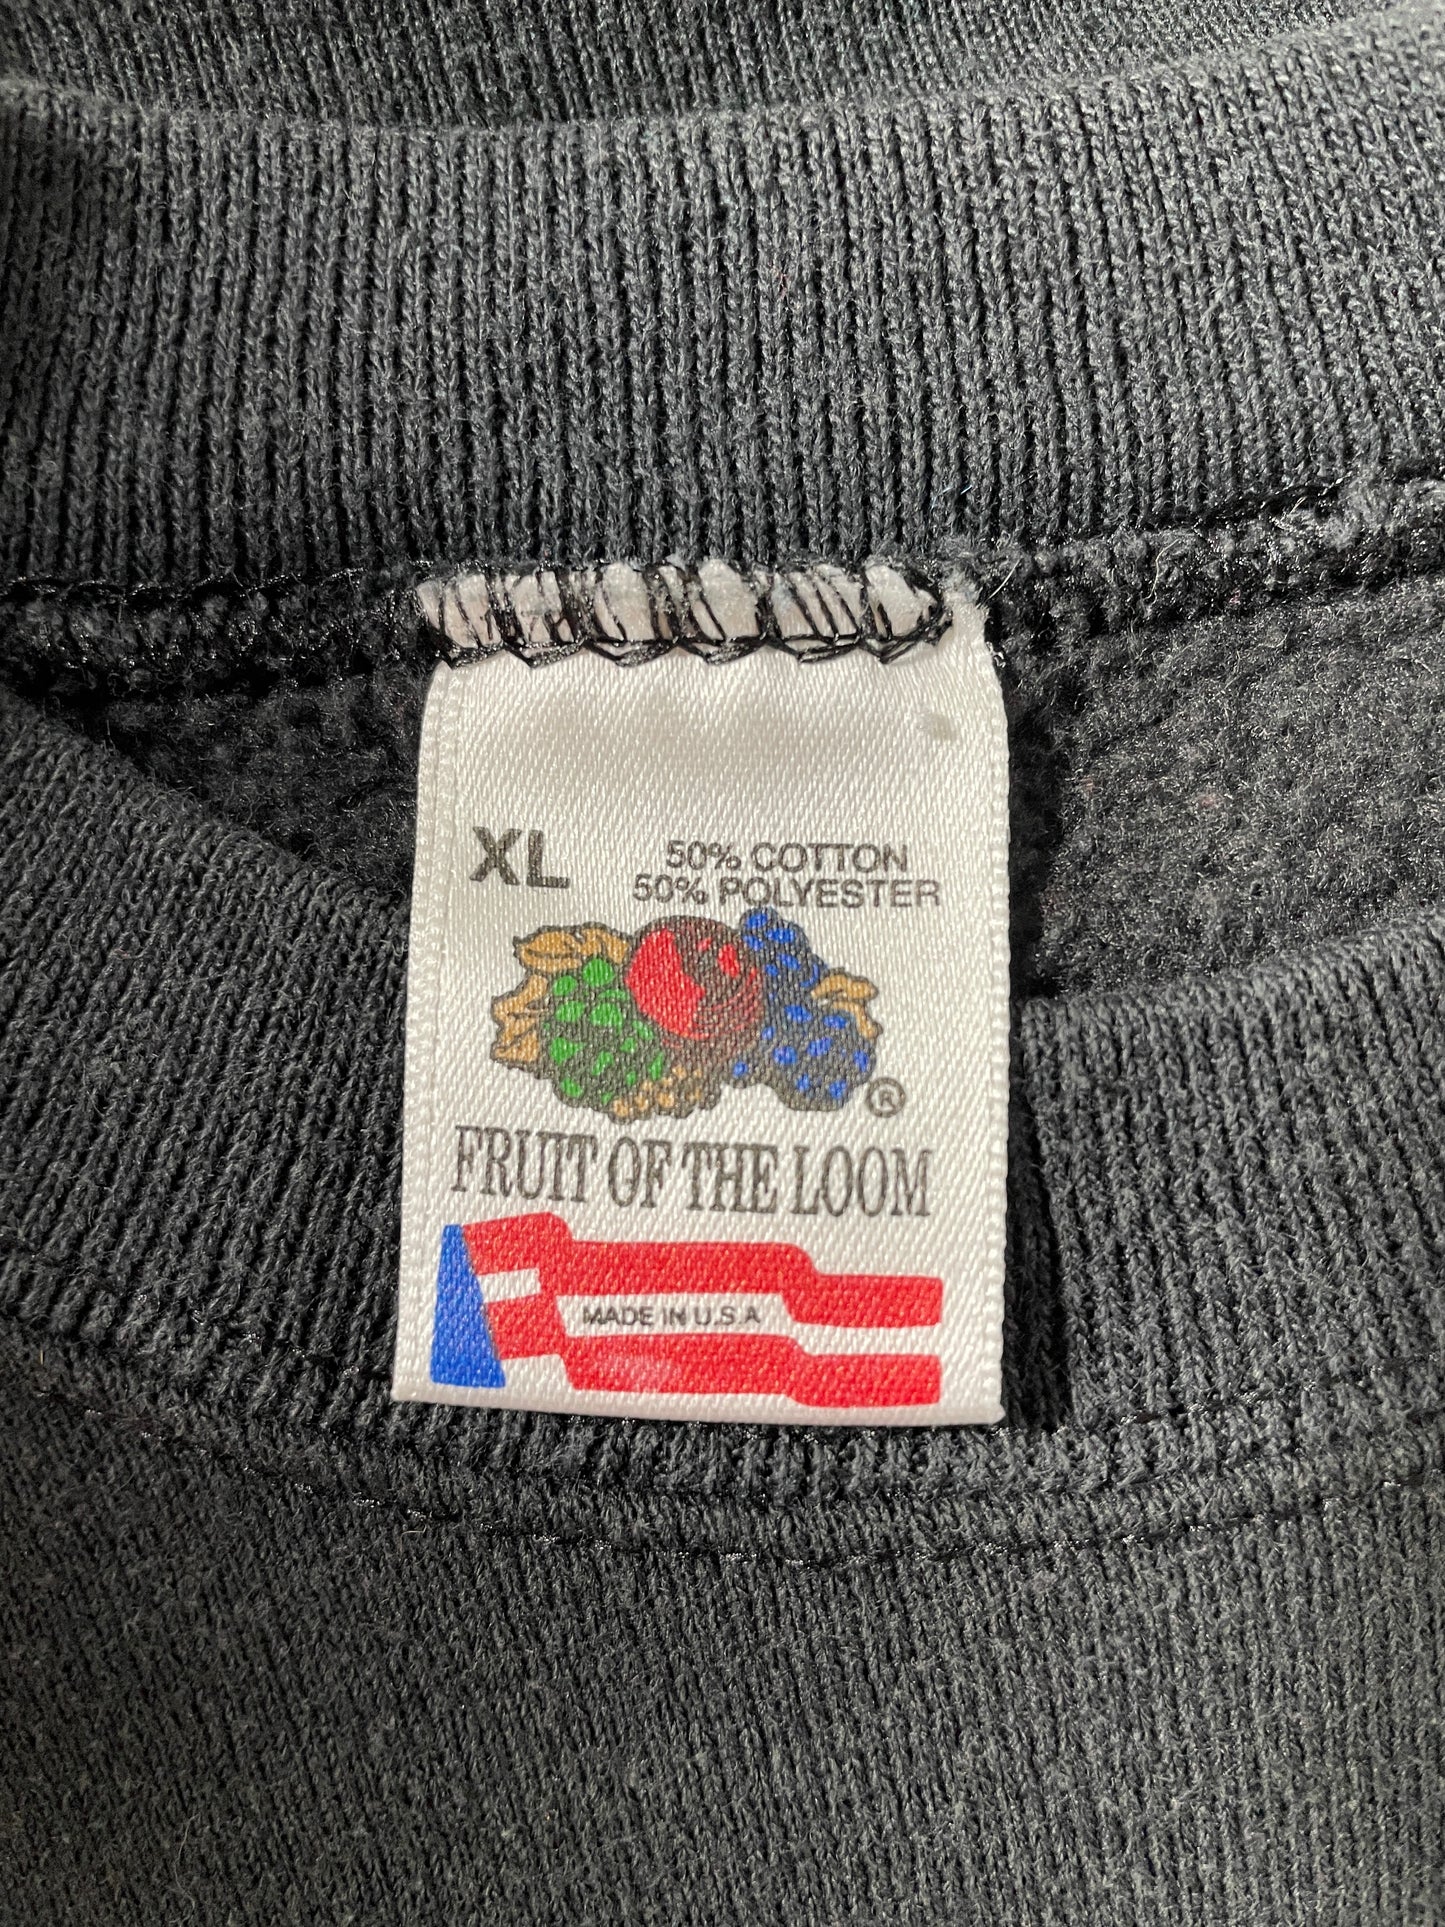 XL
50% COTTON
50% POLYESTER
®
FRUIT OF THE LOOM
MADE IN U.S.A